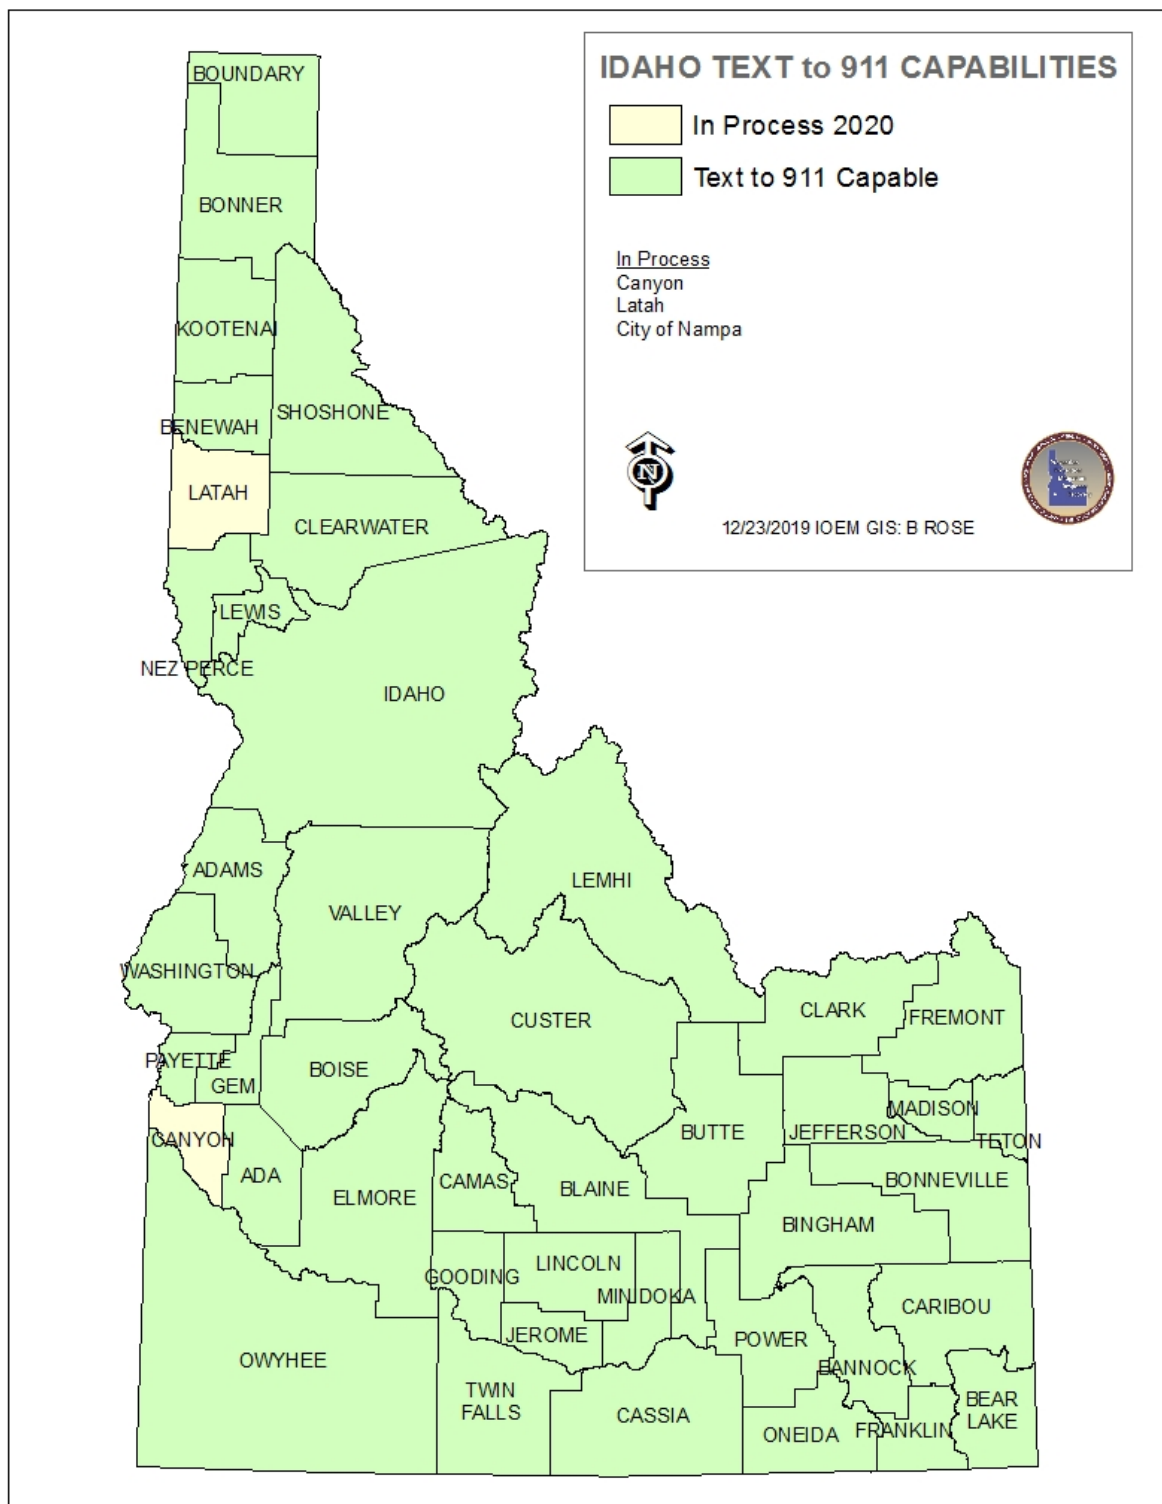 IDAHO TEXT to 911 CAPABILITIES
In Process 2020
Text to 911 Capable
In Process
Canyon
Latah
City of Nampa
N
12/23/2019 IOEM GIS: B ROSE
BOUNDARY
BONNER
KOOTENAI
SHOSHONE
BENEWAH
LATAH
CLEARWATER
LEWIS
NEZ PERCE
IDAHO
ADAMS
LEMHI
VALLEY
WASHINGTON
CUSTER
CLARK
FREMONT
PAYETTE
BOISE
GEM
MADISON
CANYON
BUTTE
JEFFERSON
TETON
ADA
CAMAS
BLAINE
BONNEVILLE
ELMORE
BINGHAM
LINCOLN
GOODING
MINIDOKA
CARIBOU
JEROME
POWER
OWYHEE
BANNOCK
TWIN
FALLS
CASSIA
BEAR
LAKE
ONEIDA
FRANKLIN